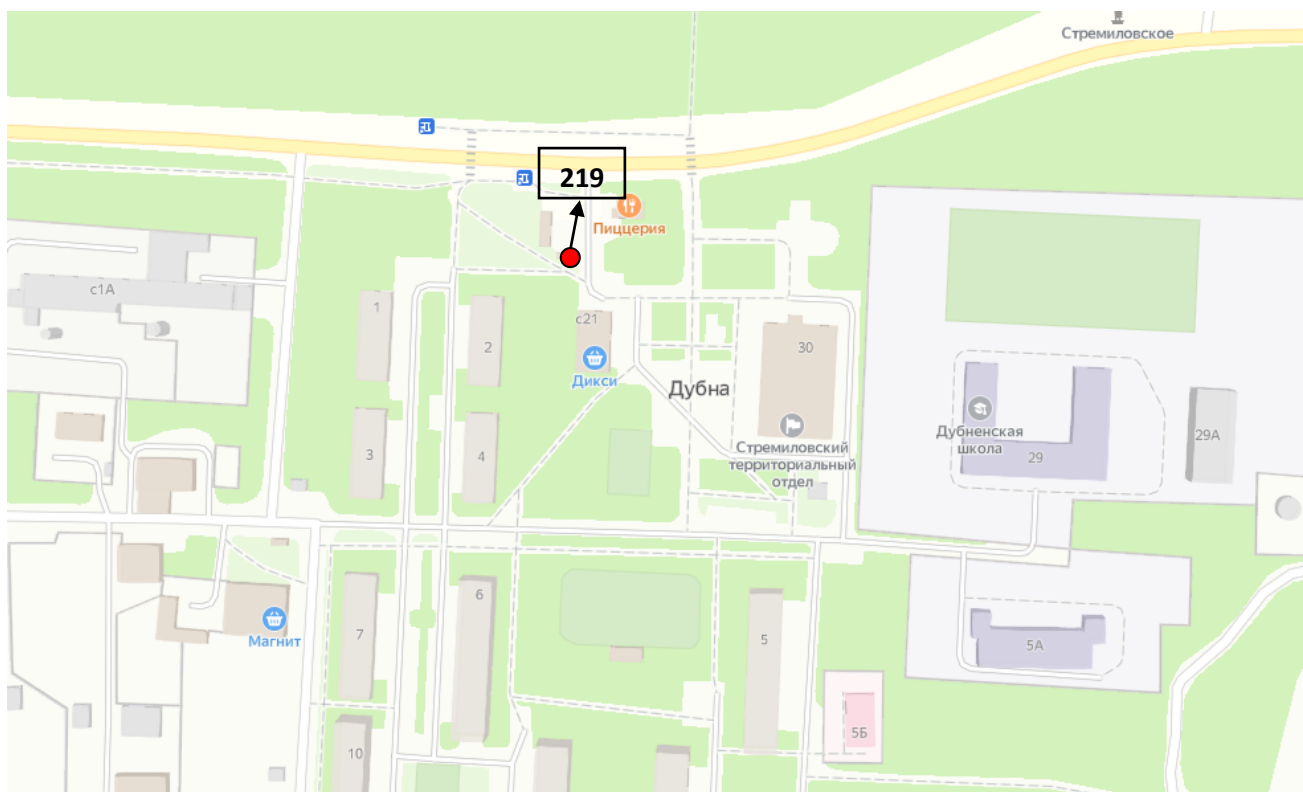 Стремиловское
219
Пиццерия
с1А
1
с21
2
30
Дикси
Дубна
Дубненская
школа
29А
3
4
Стремиловский
территориальный
отдел
29
6
Магнит
7
5
5А
5Б
10